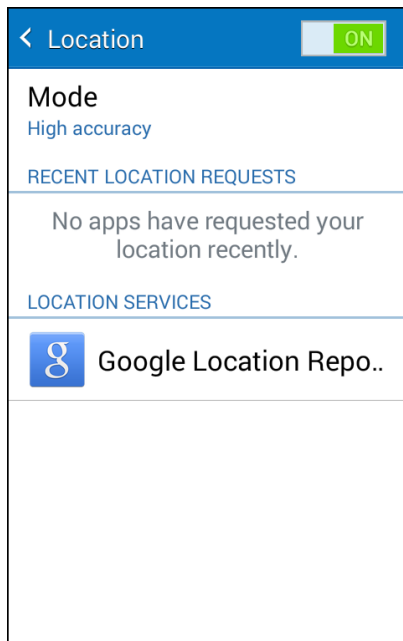 Location
ON
Mode
High accuracy
RECENT LOCATION REQUESTS
No apps have requested your
location recently.
LOCATION SERVICES
g
Google Location Repo..